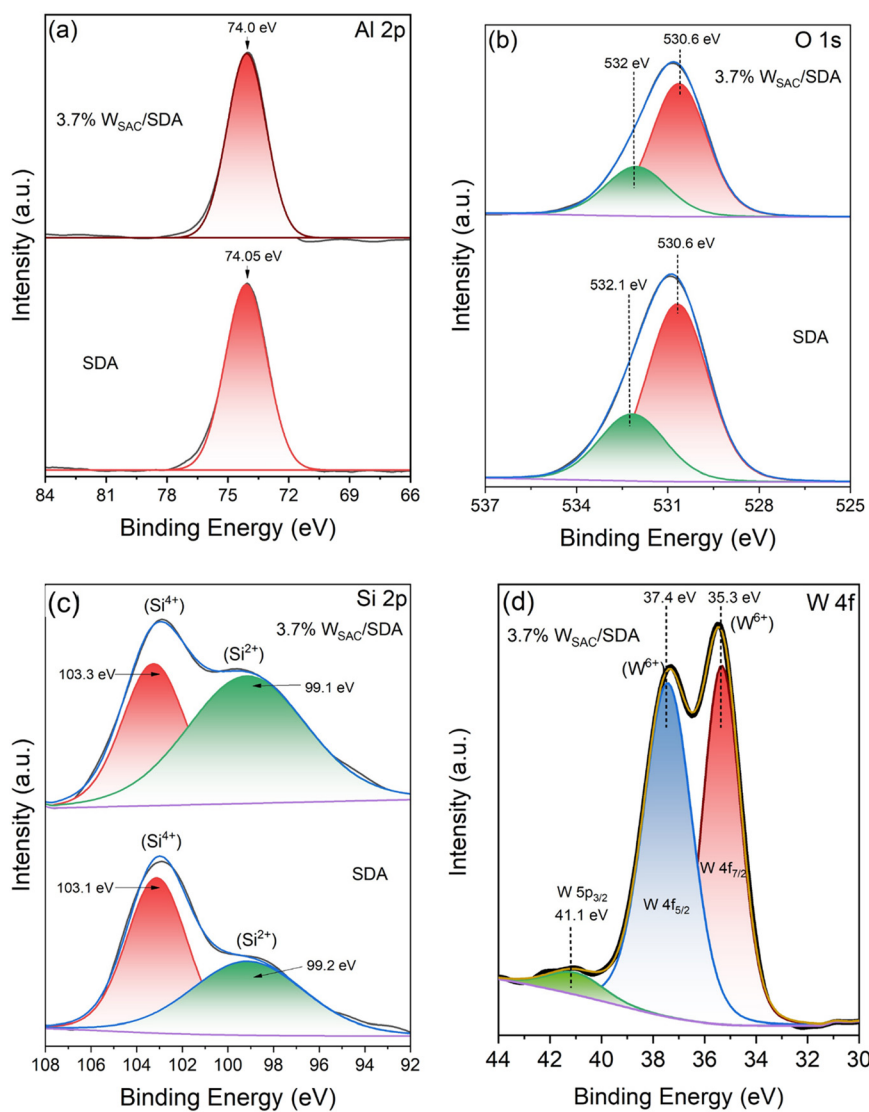 (a)
74.0 eV
Al 2p
3.7% W_SAC/SDA
74.05 eV
SDA
Intensity (a.u.)
84 81 78 75 72 69 66
Binding Energy (eV)
(b)
530.6 eV
O 1s
532 eV
3.7% W_SAC/SDA
530.6 eV
532.1 eV
SDA
Intensity (a.u.)
537 534 531 528 525
Binding Energy (eV)
(c)
(Si⁴⁺)
Si 2p
3.7% W_SAC/SDA
(Si²⁺)
103.3 eV
99.1 eV
(Si⁴⁺)
SDA
103.1 eV
(Si²⁺)
99.2 eV
Intensity (a.u.)
108 106 104 102 100 98 96 94 92
Binding Energy (eV)
(d)
37.4 eV 35.3 eV
W 4f
3.7% W_SAC/SDA
(W⁶⁺)
(W⁶⁺)
W 4f₇/₂
W 5p₃/₂
41.1 eV
W 4f₅/₂
Intensity (a.u.)
44 42 40 38 36 34 32 30
Binding Energy (eV)